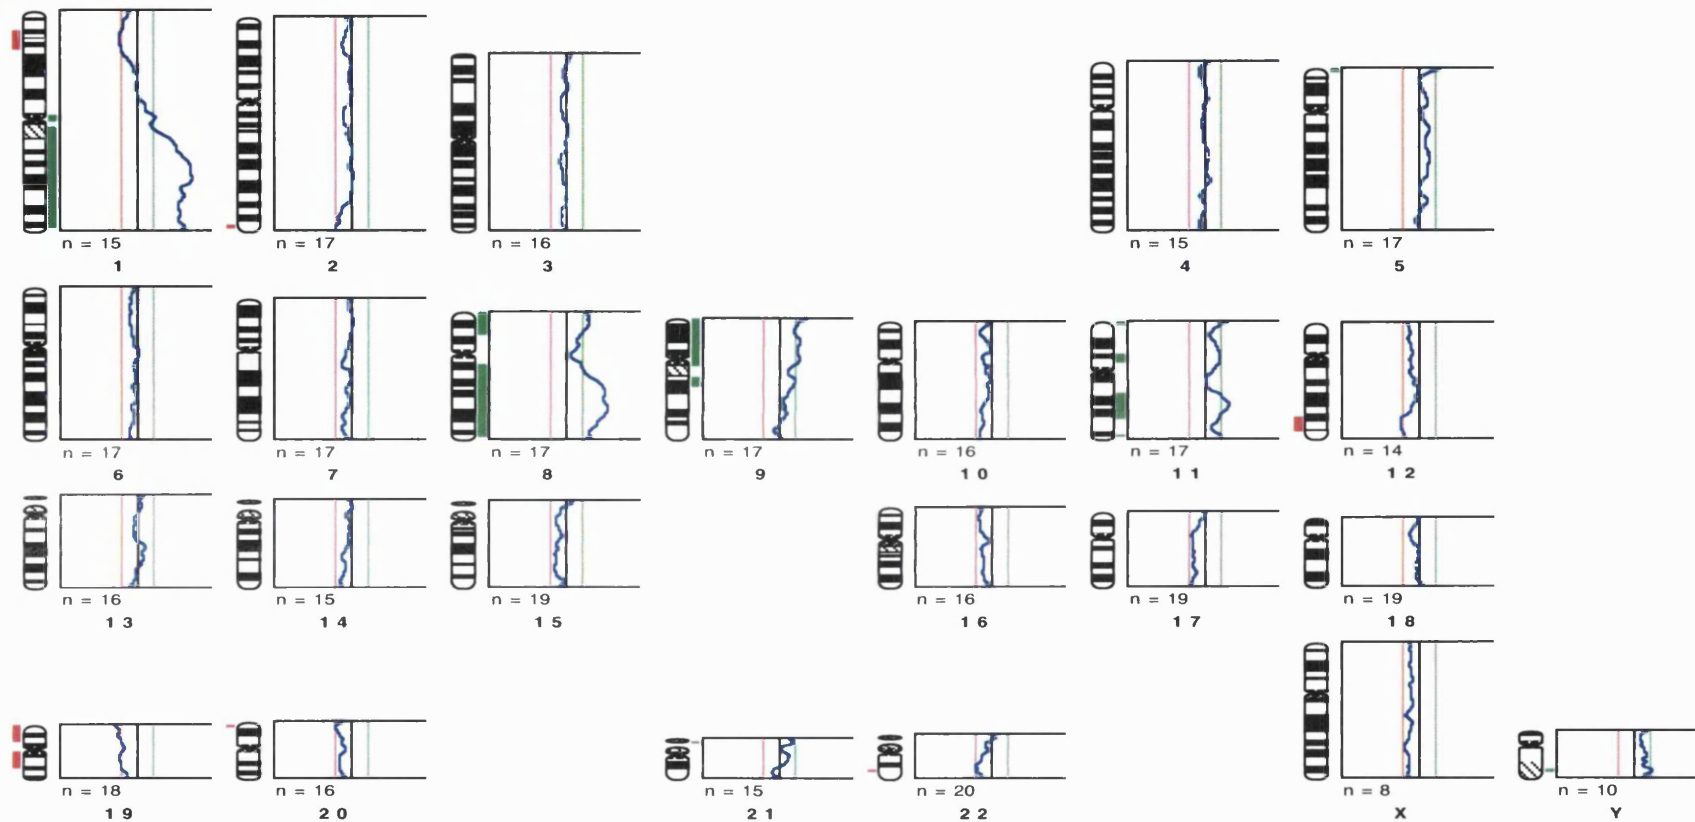 n = 15 n = 17 n = 16 n = 15 n = 17
1 2 3 4 5
n = 17 n = 17 n = 17 n = 17 n = 16 n = 17 n = 14
6 7 8 9 10 11 12
n = 16 n = 15 n = 19 n = 16 n = 19 n = 19
13 14 15 16 17 18
n = 18 n = 16 n = 15 n = 20 n = 8 n = 10
19 20 21 22 X Y